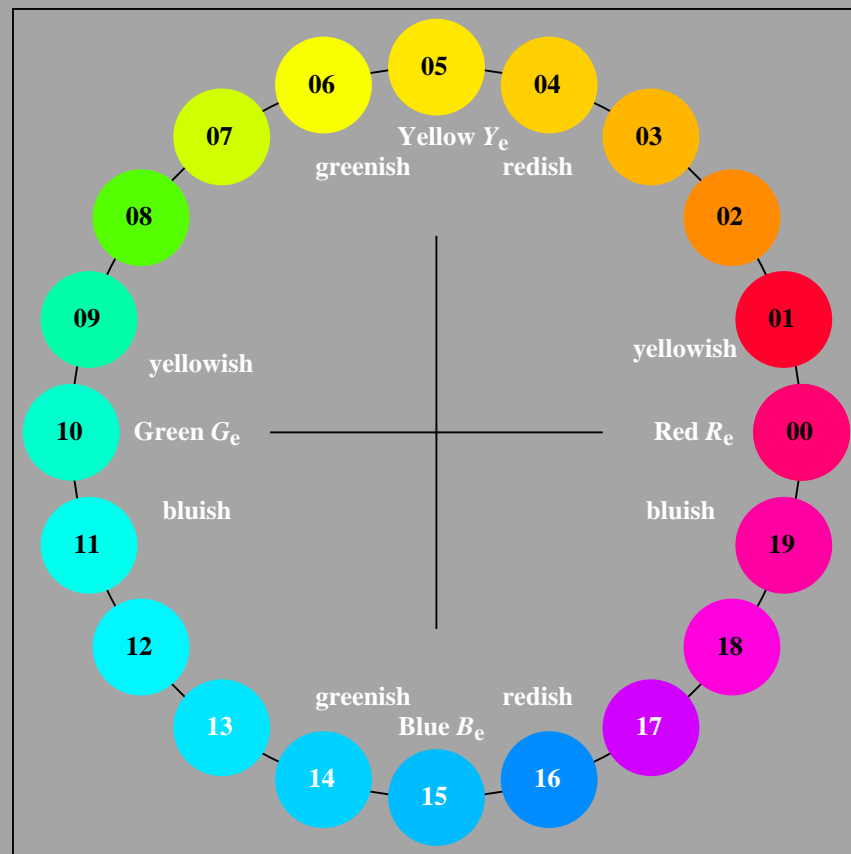 05
06
04
07
Yellow Ye
03
greenish
redish
08
02
09
01
yellowish
yellowish
10
Green Ge
Red Re
00
bluish
bluish
11
19
12
18
greenish
redish
13
Blue Be
17
14
16
15